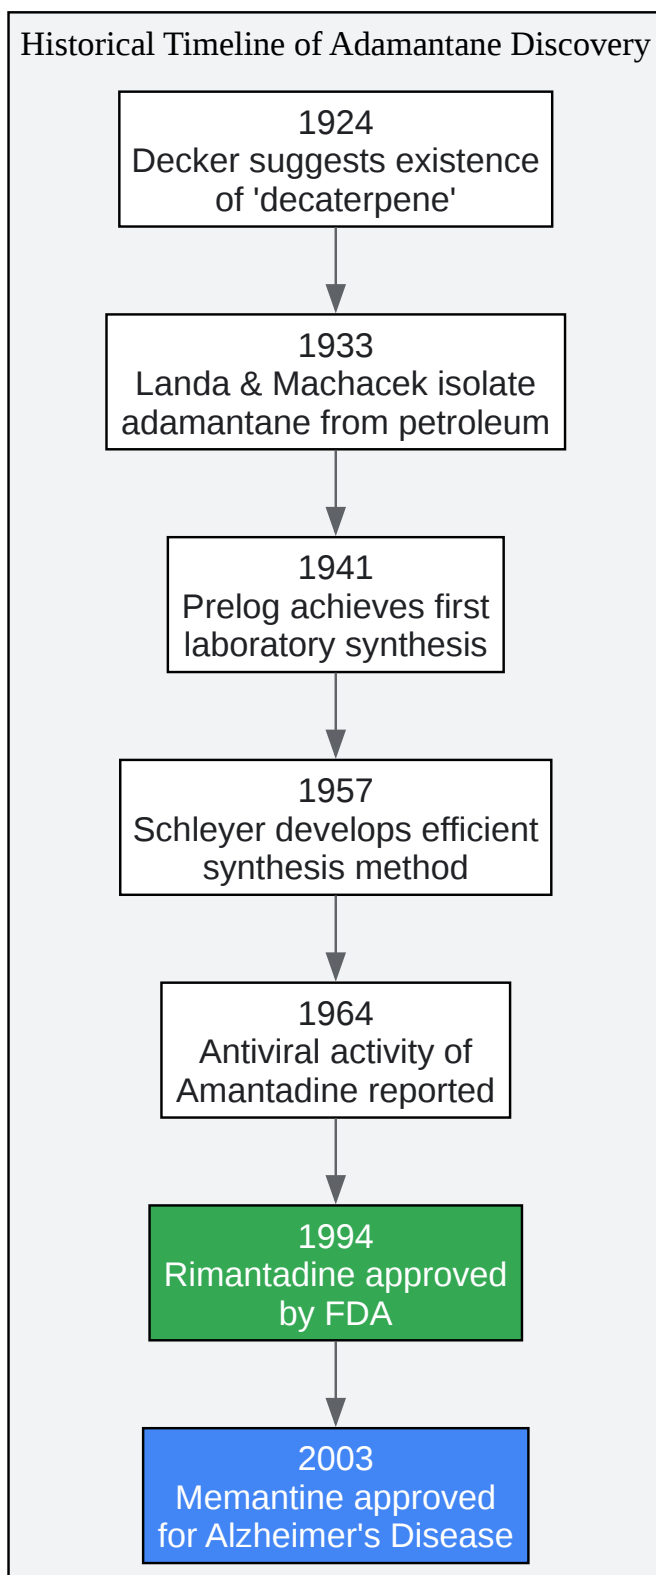 Historical Timeline of Adamantane Discovery
1924
Decker suggests existence
of 'decaterpene'
1933
Landa & Machacek isolate
adamantane from petroleum
1941
Prelog achieves first
laboratory synthesis
1957
Schleyer develops efficient
synthesis method
1964
Antiviral activity of
Amantadine reported
1994
Rimantadine approved
by FDA
2003
Memantine approved
for Alzheimer's Disease